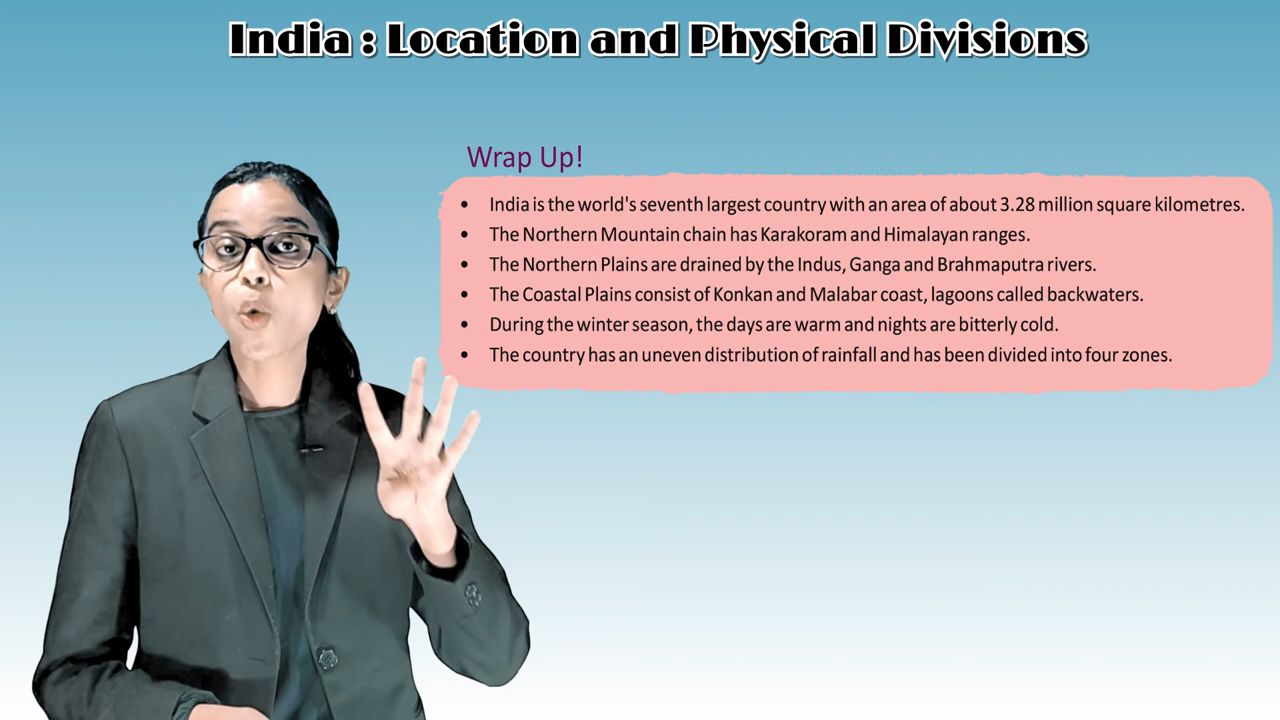 India : Location and Physical Divisions
Wrap Up!
• India is the world's seventh largest country with an area of about 3.28 million square kilometres.
• The Northern Mountain chain has Karakoram and Himalayan ranges.
• The Northern Plains are drained by the Indus, Ganga and Brahmaputra rivers.
• The Coastal Plains consist of Konkan and Malabar coast, lagoons called backwaters.
• During the winter season, the days are warm and nights are bitterly cold.
• The country has an uneven distribution of rainfall and has been divided into four zones.